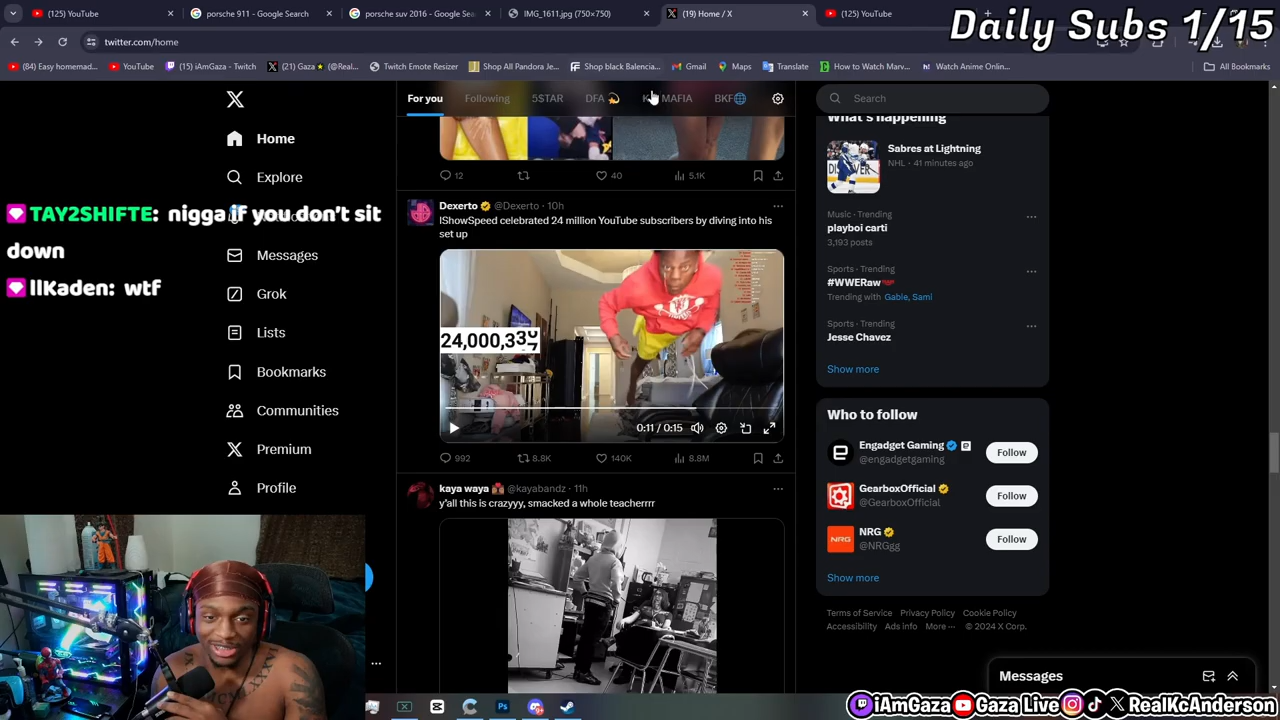 (125) YouTube
porsche 911 - Google Search
porsche suv 2016 - Google Sea
IMG_1611.jpg (750×750)
(19) Home / X
(125) YouTube
Daily Subs 1/15
twitter.com/home
(84) Easy homemad...
YouTube
(15) iAmGaza - Twitch
(21) Gaza★ (@Real...
Twitch Emote Resizer
Shop All Pandora Je...
Shop black Balencia...
Gmail
Maps
Translate
How to Watch Marv...
Watch Anime Onlin...
All Bookmarks
Home
Explore
Messages
Grok
Lists
Bookmarks
Communities
Premium
Profile
TAY2SHIFTE: nigga if you don't sit
down
llKaden: wtf
For you
Following
5$TAR
DFA
MAFIA
BKF
12
40
5.1K
Dexerto @Dexerto · 10h
IShowSpeed celebrated 24 million YouTube subscribers by diving into his
set up
0:11 / 0:15
992
8.8K
140K
8.8M
kaya waya @kayabandz · 11h
y'all this is crazyyy, smacked a whole teacherrrr
Search
What's happening
Sabres at Lightning
NHL · 41 minutes ago
Music · Trending
playboi carti
3,193 posts
Sports · Trending
#WWERaw
Trending with Gable, Sami
Sports · Trending
Jesse Chavez
Show more
Who to follow
Engadget Gaming
@engadgetgaming
Follow
GearboxOfficial
@GearboxOfficial
Follow
NRG
@NRGgg
Follow
Show more
Terms of Service Privacy Policy Cookie Policy
Accessibility Ads info More ··· © 2024 X Corp.
Messages
iAmGaza Gaza Live RealKcAnderson